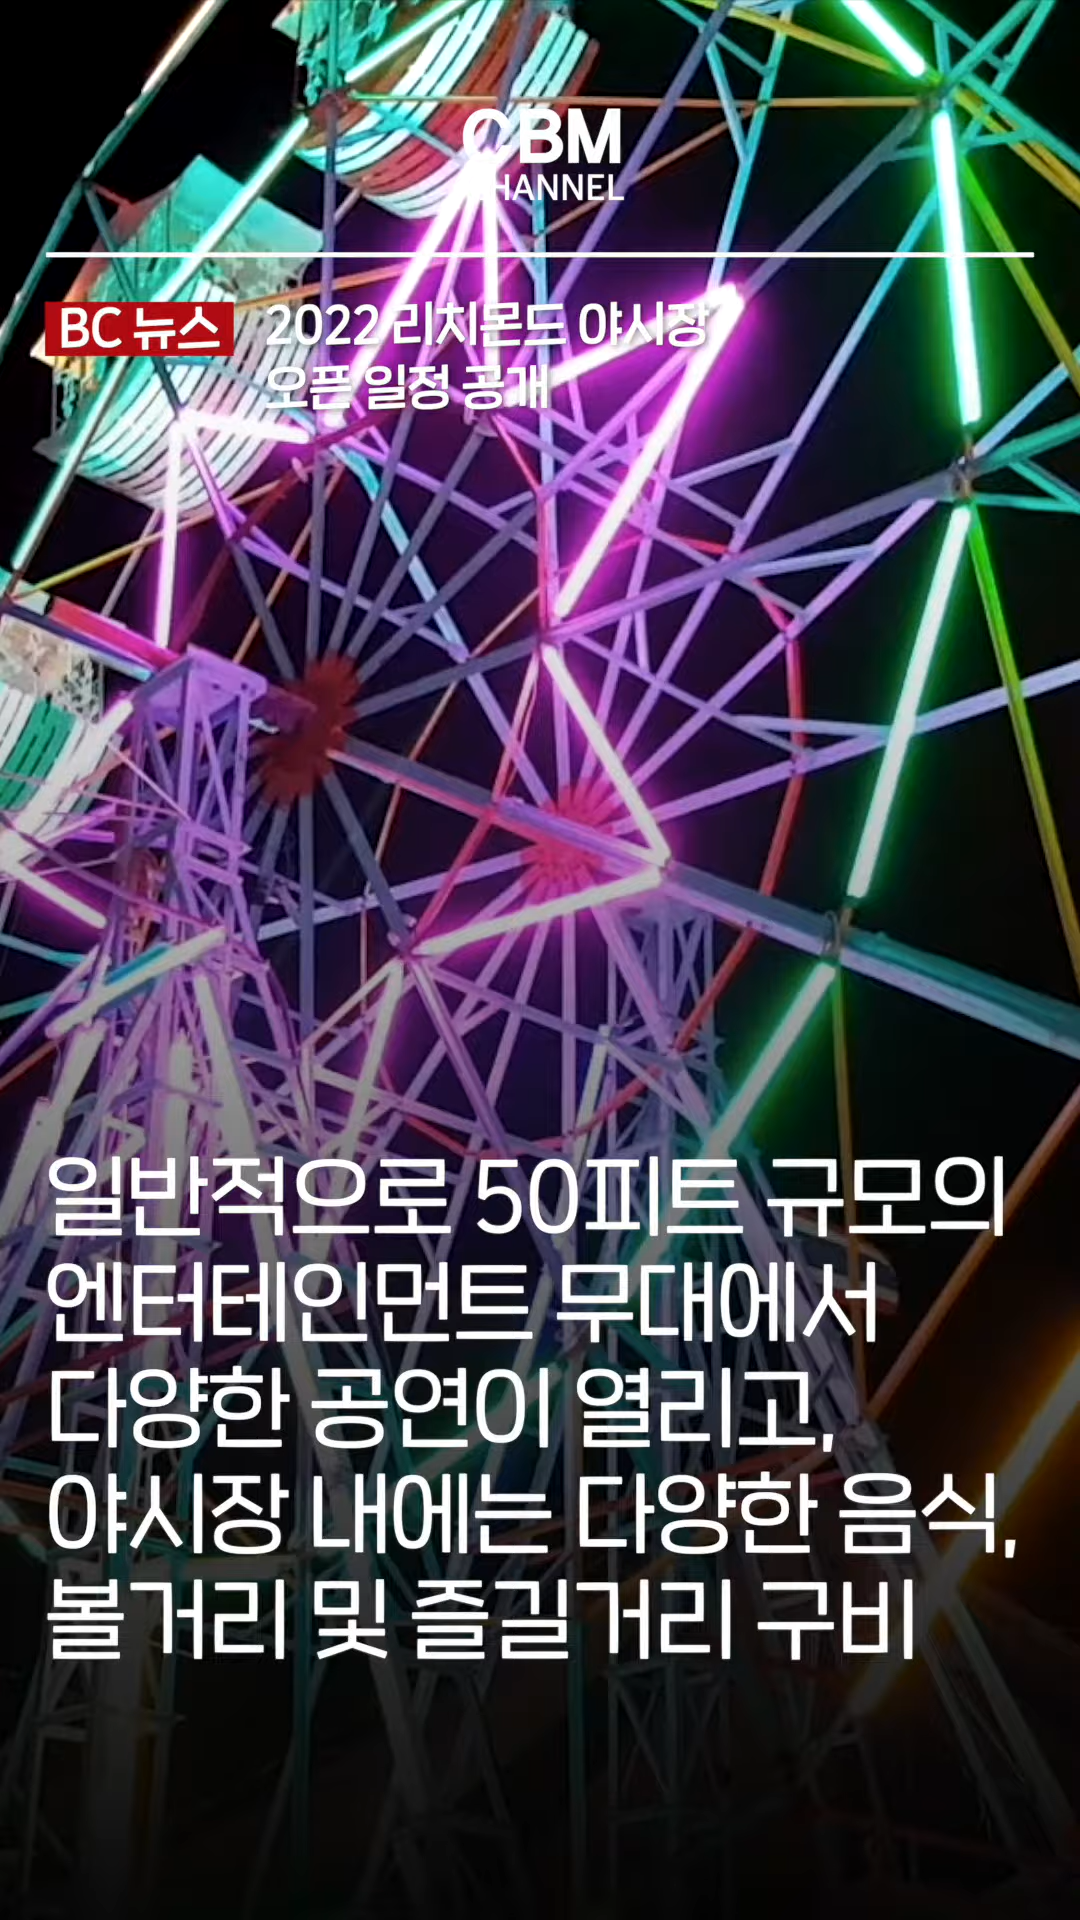 CBM
CHANNEL
BC 뉴스
2022 리치몬드 야시장
오픈 일정 공개
일반적으로 50피트 규모의
엔터테인먼트 무대에서
다양한 공연이 열리고,
야시장 내에는 다양한 음식,
볼거리 및 즐길거리 구비